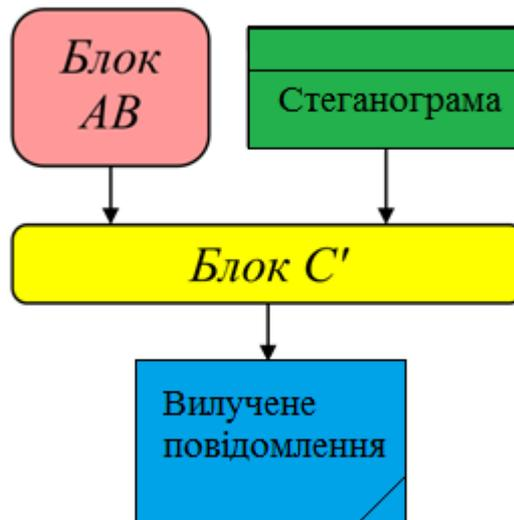 Блок
АВ
Стеганограма
Блок С'
Вилучене
повідомлення